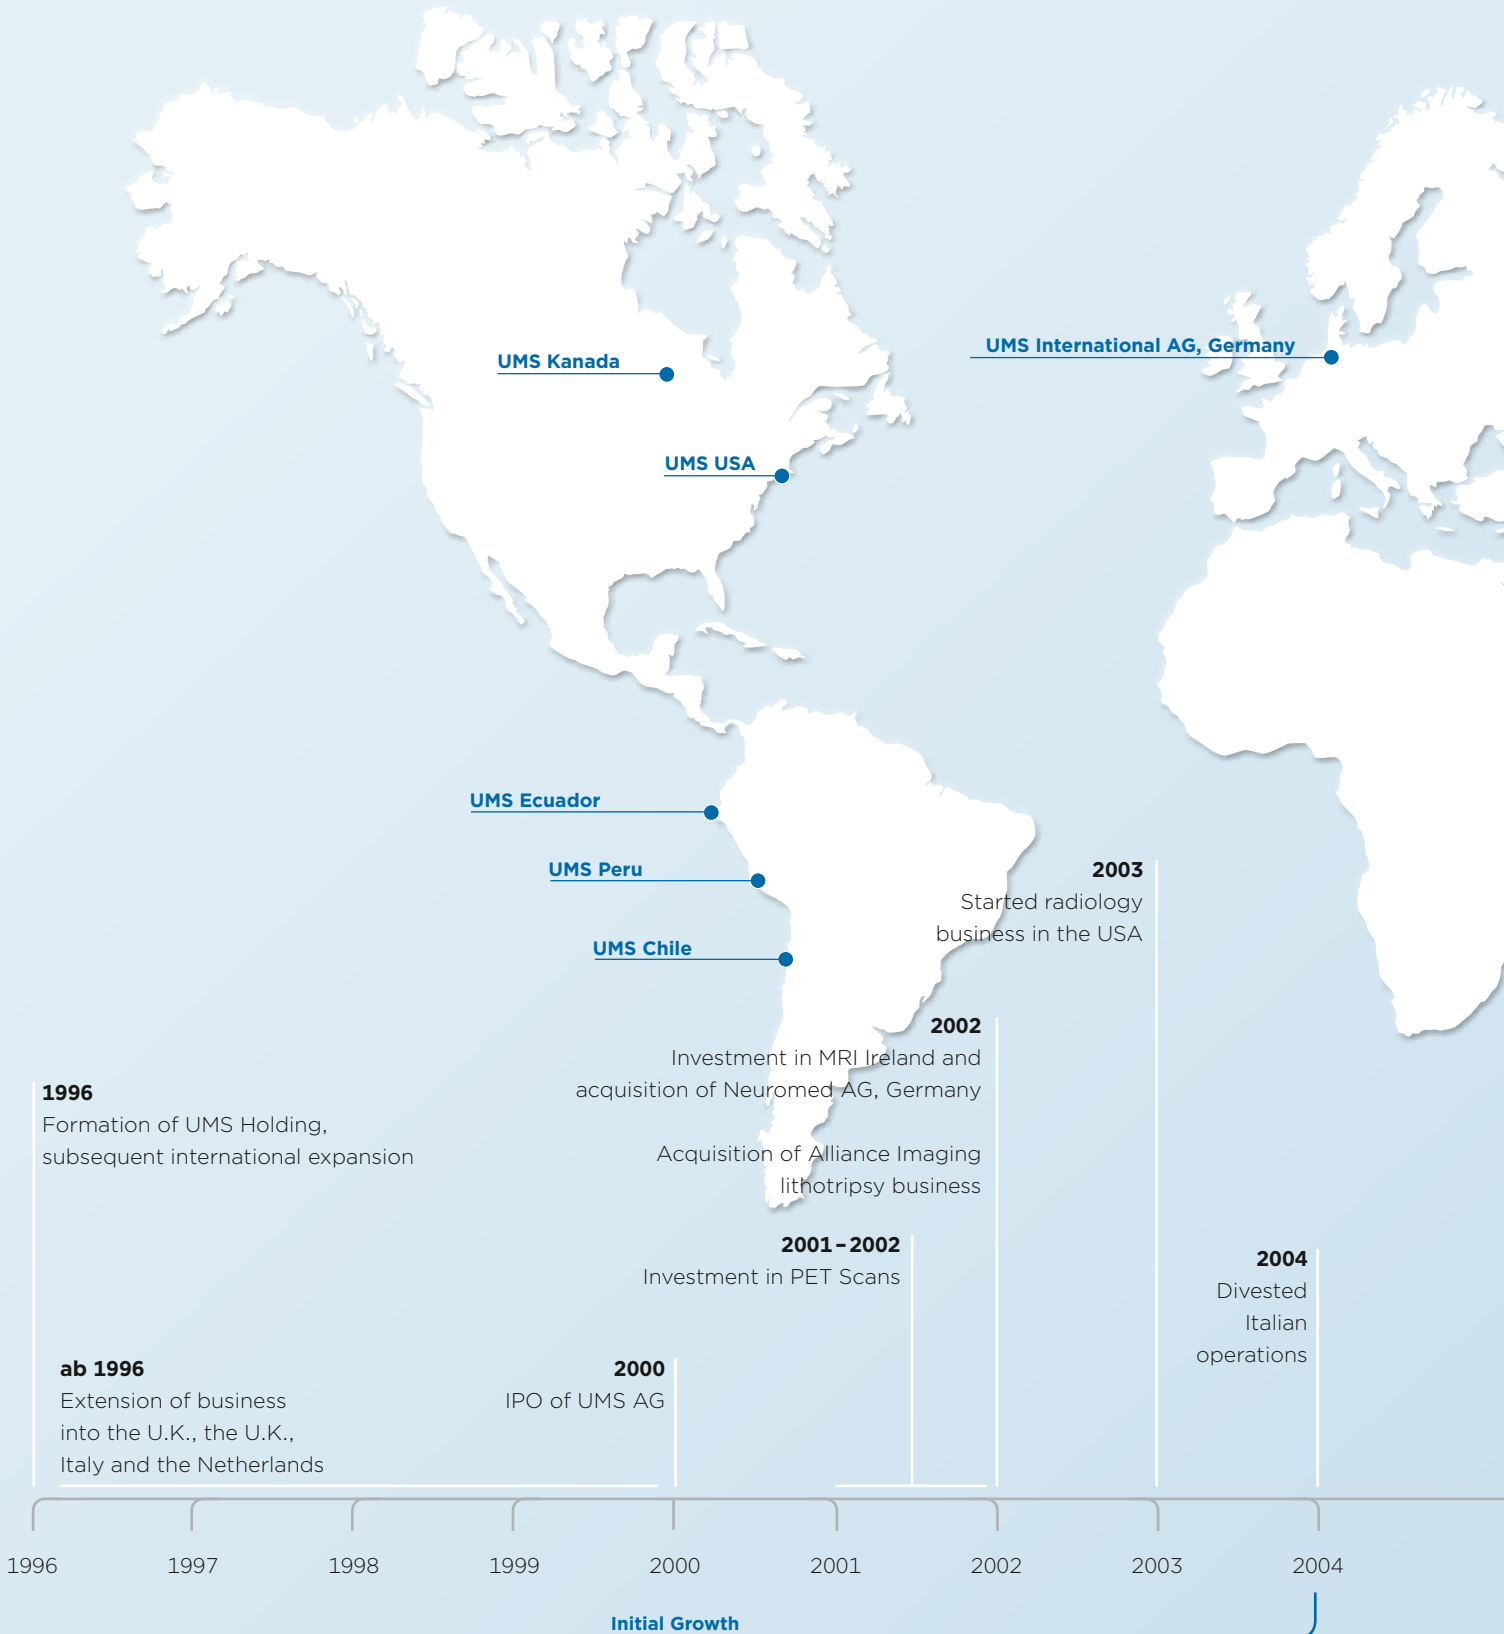 UMS International AG, Germany
UMS Kanada
UMS USA
UMS Ecuador
UMS Peru
UMS Chile
2003
Started radiology
business in the USA
2002
Investment in MRI Ireland and
acquisition of Neuromed AG, Germany
Acquisition of Alliance Imaging
lithotripsy business
1996
Formation of UMS Holding,
subsequent international expansion
2001 – 2002
Investment in PET Scans
2004
Divested
Italian
operations
ab 1996
Extension of business
into the U.K., the U.K.,
Italy and the Netherlands
2000
IPO of UMS AG
1996 1997 1998 1999 2000 2001 2002 2003 2004
Initial Growth